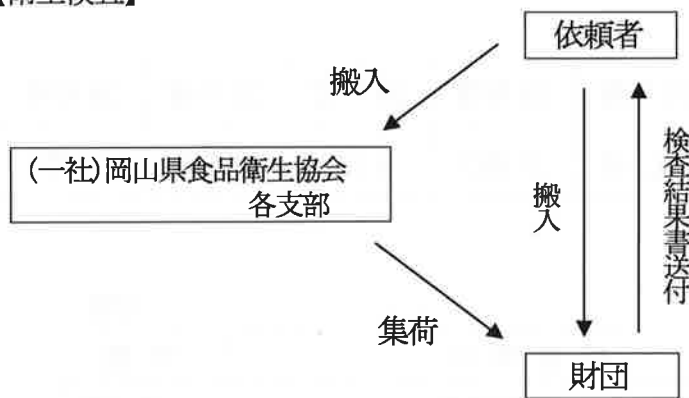 依頼者
搬入
(一社)岡山県食品衛生協会
各支部
搬入
検査結果書送付
集荷
財団